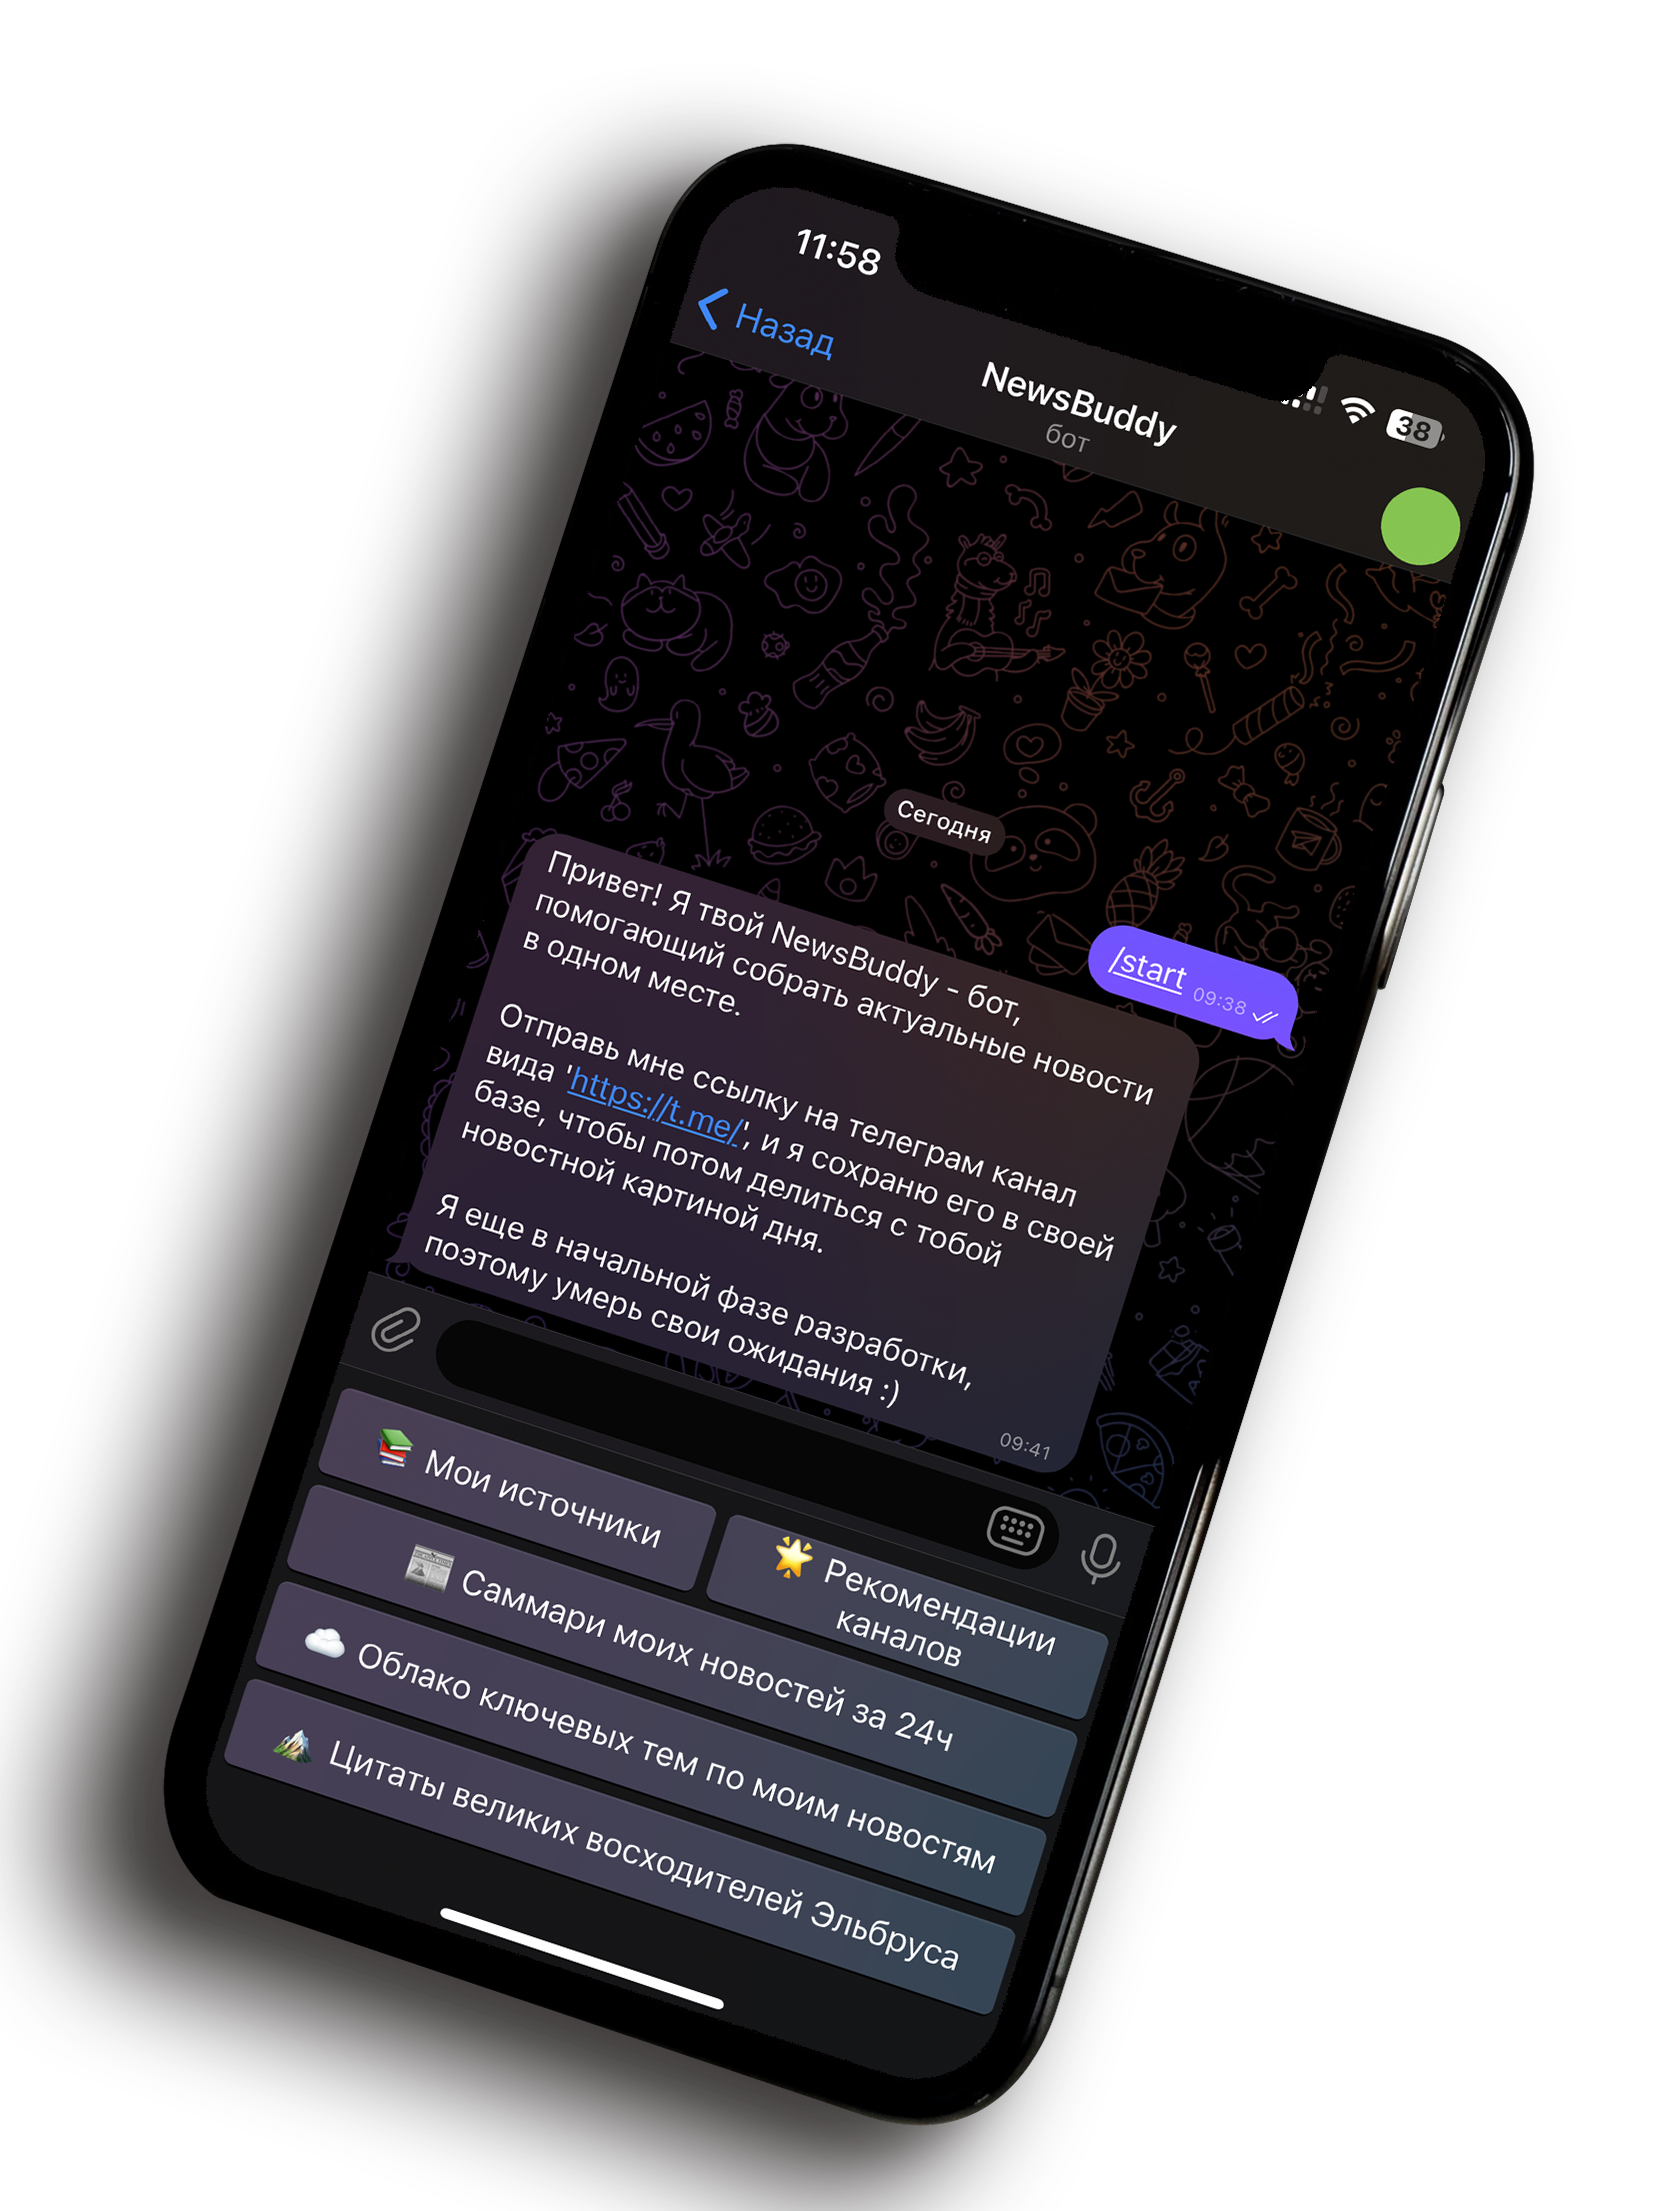 11:58
38
Назад
NewsBuddy
бот
Сегодня
/start 09:38
Привет! Я твой NewsBuddy - бот,
помогающий собрать актуальные новости
в одном месте.
Отправь мне ссылку на телеграм канал
вида 'https://t.me/', и я сохраню его в своей
базе, чтобы потом делиться с тобой
новостной картиной дня.
Я еще в начальной фазе разработки,
поэтому умерь свои ожидания :)
09:41
Мои источники
Рекомендации
каналов
Саммари моих новостей за 24ч
Облако ключевых тем по моим новостям
Цитаты великих восходителей Эльбруса